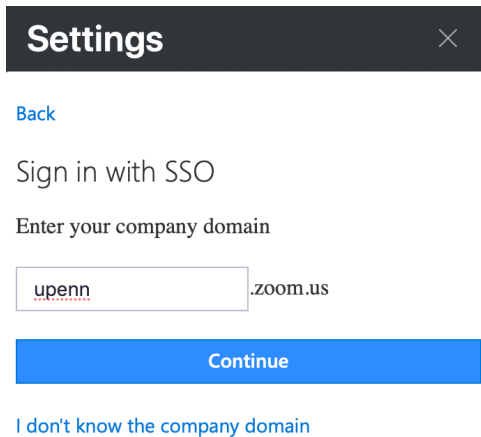 Settings
Back
Sign in with SSO
Enter your company domain
upenn .zoom.us
Continue
I don't know the company domain